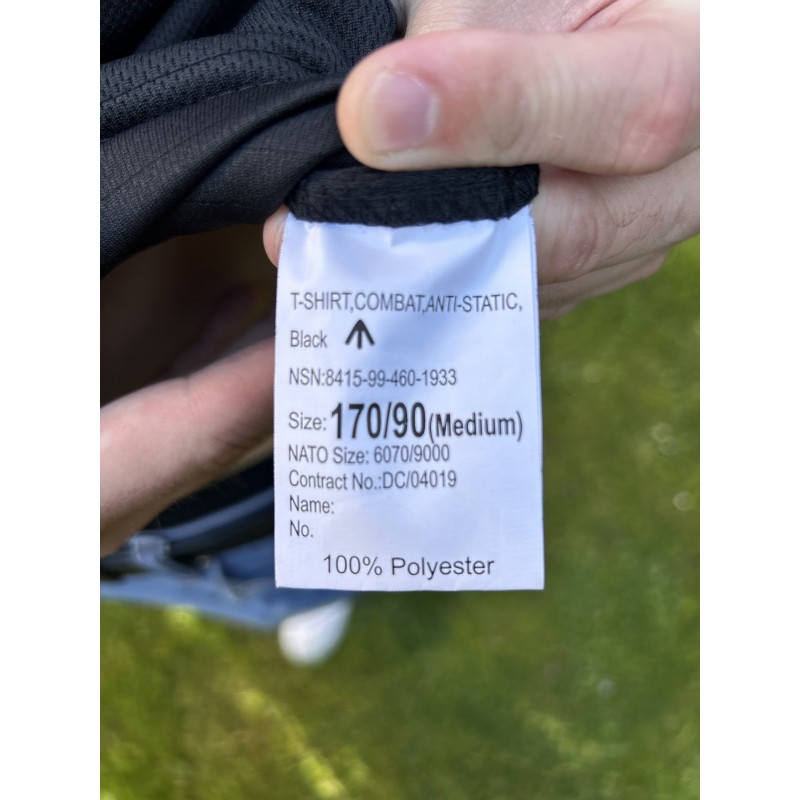 T-SHIRT,COMBAT,ANTI-STATIC,
Black
NSN:8415-99-460-1933
Size: 170/90(Medium)
NATO Size: 6070/9000
Contract No.:DC/04019
Name:
No.
100% Polyester